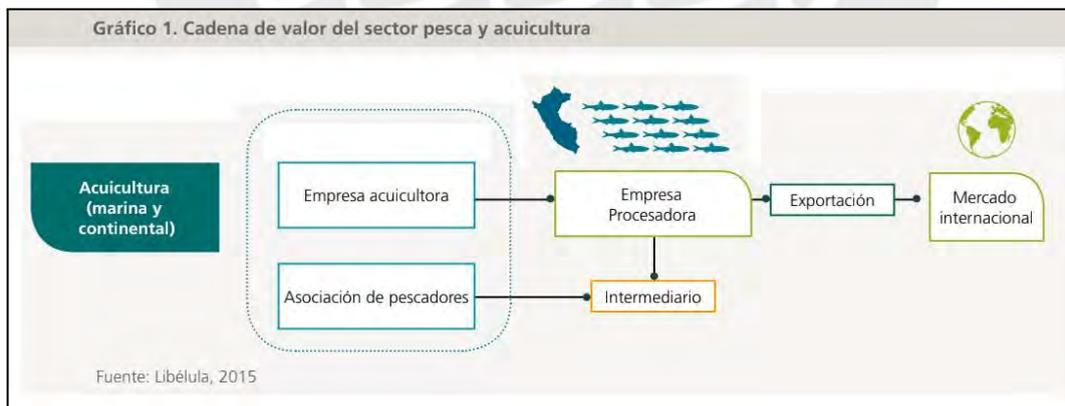 Gráfico 1. Cadena de valor del sector pesca y acuicultura
Acuicultura
(marina y
continental)
Empresa acuicultora
Empresa
Procesadora
Exportación
Mercado
internacional
Asociación de pescadores
Intermediario
Fuente: Libélula, 2015